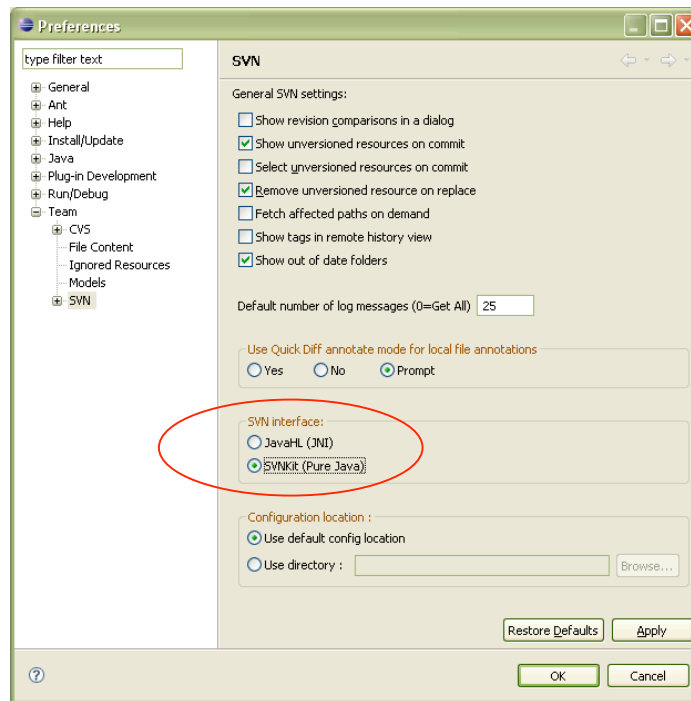 Preferences
type filter text
General
Ant
Help
Install/Update
Java
Plug-in Development
Run/Debug
Team
CVS
File Content
Ignored Resources
Models
SVN
SVN
General SVN settings:
Show revision comparisons in a dialog
Show unversioned resources on commit
Select unversioned resources on commit
Remove unversioned resource on replace
Fetch affected paths on demand
Show tags in remote history view
Show out of date folders
Default number of log messages (0=Get All) 25
Use Quick Diff annotate mode for local file annotations
Yes No Prompt
SVN interface:
JavaHL (JNI)
SVNKit (Pure Java)
Configuration location :
Use default config location
Use directory : Browse...
Restore Defaults Apply
? OK Cancel